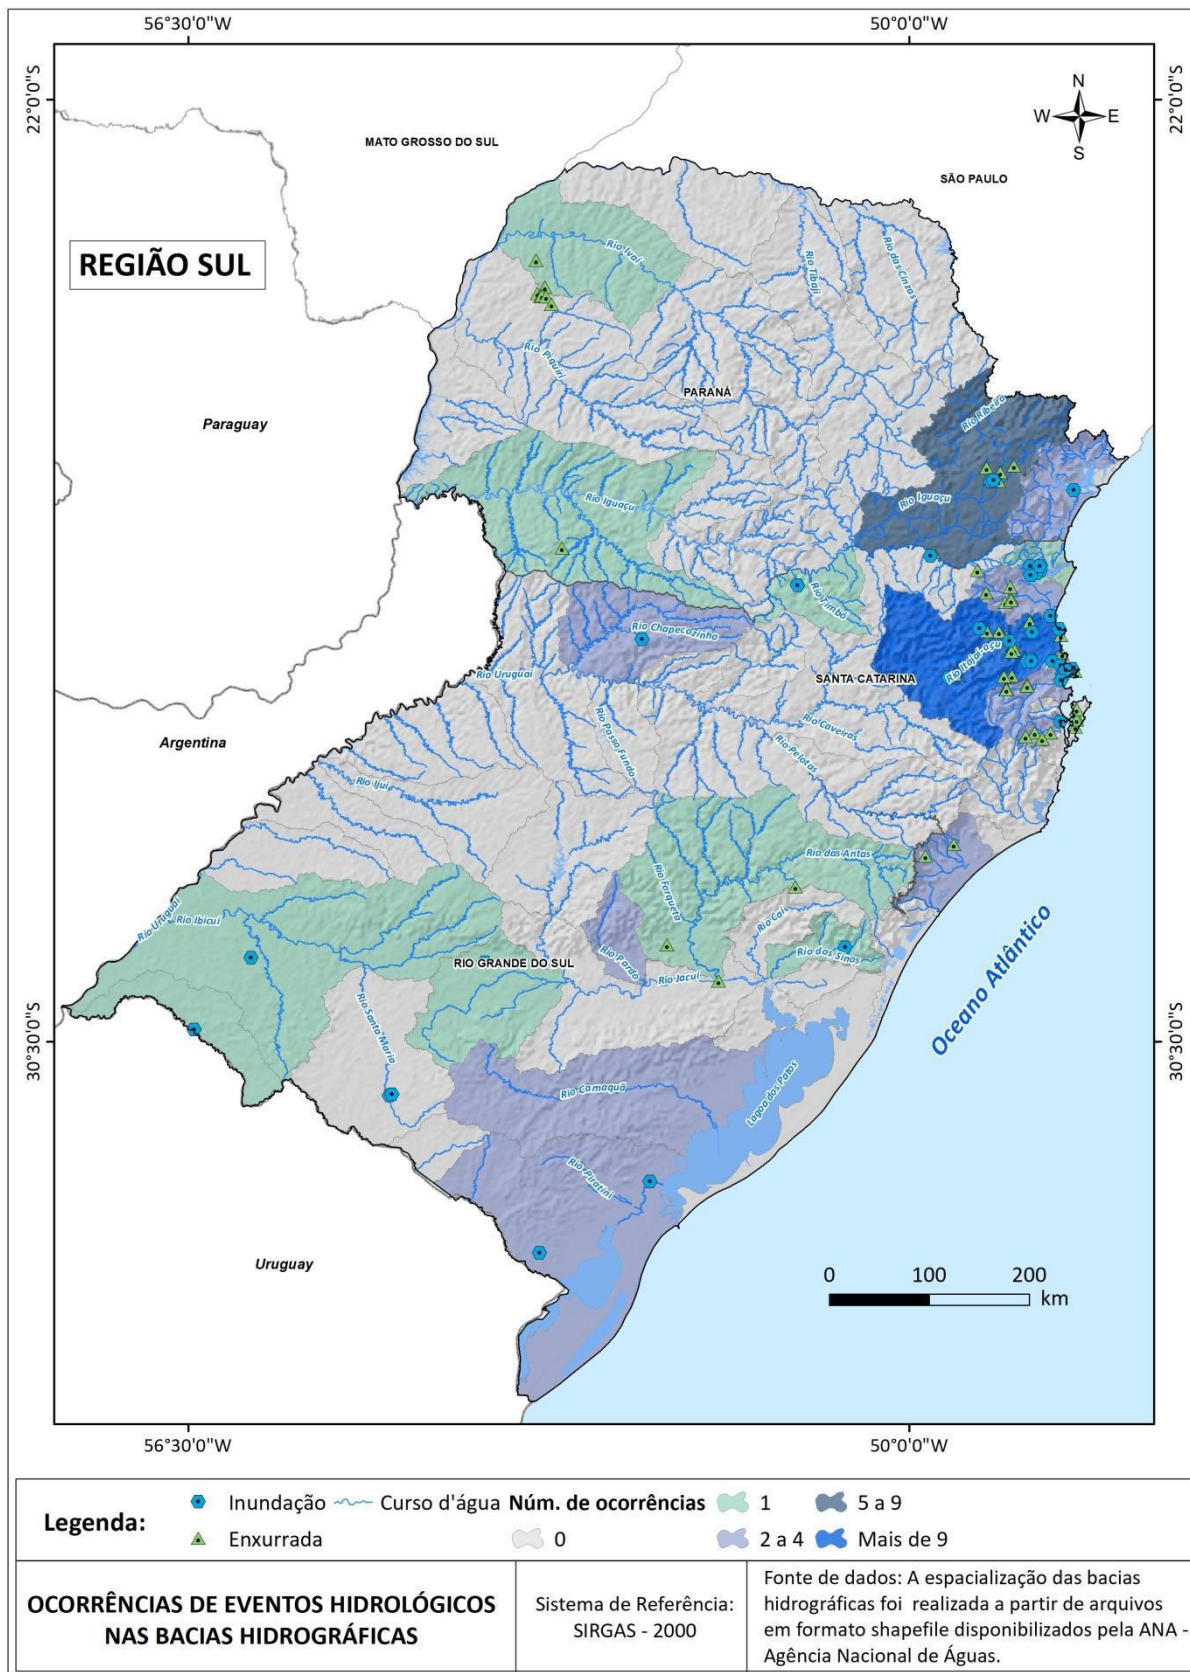 56°30'0"W
50°0'0"W
22°0'0"S
22°0'0"S
N
W
E
S
MATO GROSSO DO SUL
SÃO PAULO
REGIÃO SUL
Rio Ivaí
Rio Tibaji
Rio das Cinzas
Rio Piquiri
PARANÁ
Paraguay
Rio Ribeira
Rio Iguaçu
Rio Iguaçu
Rio Timbó
Rio Chapecozinho
Rio Itajaí-açu
Rio Uruguai
SANTA CATARINA
Rio Caveiras
Rio Passo Fundo
Rio Pelotas
Argentina
Rio Ijui
Rio das Antas
Rio Forqueta
Rio Uruguai
Rio Ibicuí
Rio Caí
Rio Pardo
Rio dos Sinos
RIO GRANDE DO SUL
Rio Jacuí
Oceano Atlântico
Rio Santa Maria
30°30'0"S
30°30'0"S
Rio Camaquã
Lagoa dos Patos
Rio Piratini
Uruguay
0 100 200
km
56°30'0"W
50°0'0"W
Legenda:
Inundação
Curso d'água
Núm. de ocorrências
1
5 a 9
Enxurrada
0
2 a 4
Mais de 9
OCORRÊNCIAS DE EVENTOS HIDROLÓGICOS
NAS BACIAS HIDROGRÁFICAS
Sistema de Referência:
SIRGAS - 2000
Fonte de dados: A espacialização das bacias
hidrográficas foi realizada a partir de arquivos
em formato shapefile disponibilizados pela ANA -
Agência Nacional de Águas.